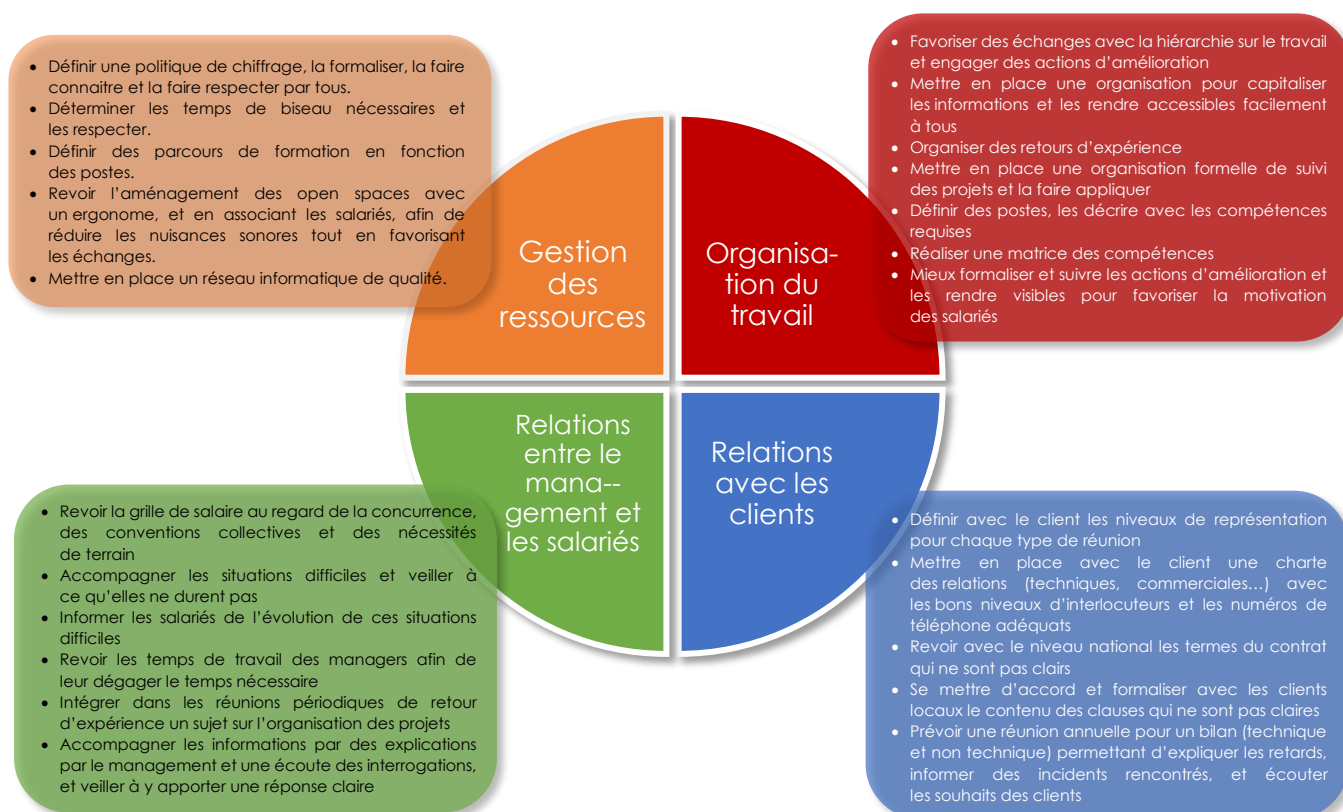 • Définir une politique de chiffrage, la formaliser, la faire
connaitre et la faire respecter par tous.
• Déterminer les temps de biseau nécessaires et
les respecter.
• Définir des parcours de formation en fonction
des postes.
• Revoir l’aménagement des open spaces avec
un ergonome, et en associant les salariés, afin de
réduire les nuisances sonores tout en favorisant
les échanges.
• Mettre en place un réseau informatique de qualité.
• Favoriser des échanges avec la hiérarchie sur le travail
et engager des actions d’amélioration
• Mettre en place une organisation pour capitaliser
les informations et les rendre accessibles facilement
à tous
• Organiser des retours d’expérience
• Mettre en place une organisation formelle de suivi
des projets et la faire appliquer
• Définir des postes, les décrire avec les compétences
requises
• Réaliser une matrice des compétences
• Mieux formaliser et suivre les actions d’amélioration et
les rendre visibles pour favoriser la motivation
des salariés
Gestion
des
ressources
Organisa-
tion du
travail
Relations
entre le
mana--
gement et
les salariés
Relations
avec les
clients
• Revoir la grille de salaire au regard de la concurrence,
des conventions collectives et des nécessités
de terrain
• Accompagner les situations difficiles et veiller à
ce qu’elles ne durent pas
• Informer les salariés de l’évolution de ces situations
difficiles
• Revoir les temps de travail des managers afin de
leur dégager le temps nécessaire
• Intégrer dans les réunions périodiques de retour
d’expérience un sujet sur l’organisation des projets
• Accompagner les informations par des explications
par le management et une écoute des interrogations,
et veiller à y apporter une réponse claire
• Définir avec le client les niveaux de représentation
pour chaque type de réunion
• Mettre en place avec le client une charte
des relations (techniques, commerciales…) avec
les bons niveaux d’interlocuteurs et les numéros de
téléphone adéquats
• Revoir avec le niveau national les termes du contrat
qui ne sont pas clairs
• Se mettre d’accord et formaliser avec les clients
locaux le contenu des clauses qui ne sont pas claires
• Prévoir une réunion annuelle pour un bilan (technique
et non technique) permettant d’expliquer les retards,
informer des incidents rencontrés, et écouter
les souhaits des clients